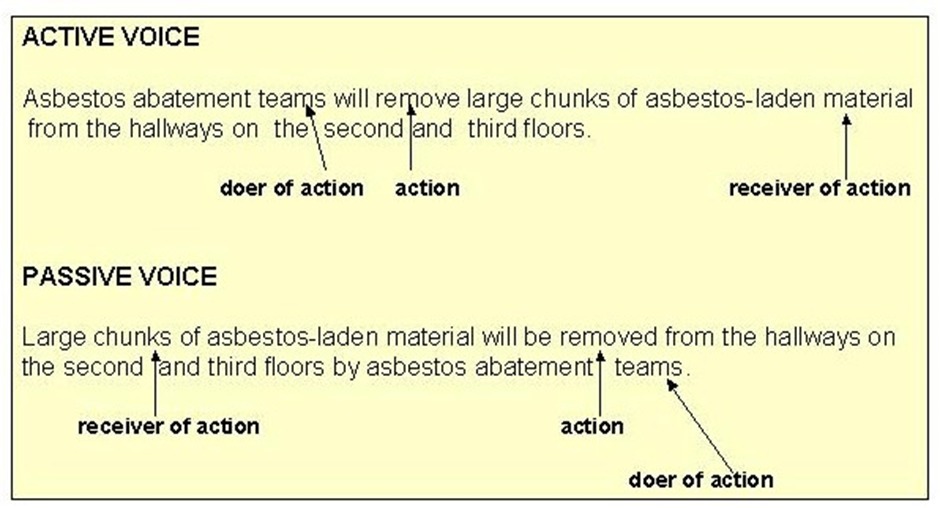 ACTIVE VOICE
Asbestos abatement teams will remove large chunks of asbestos-laden material
from the hallways on the second and third floors.
doer of action action receiver of action
PASSIVE VOICE
Large chunks of asbestos-laden material will be removed from the hallways on
the second and third floors by asbestos abatement teams.
receiver of action action
doer of action